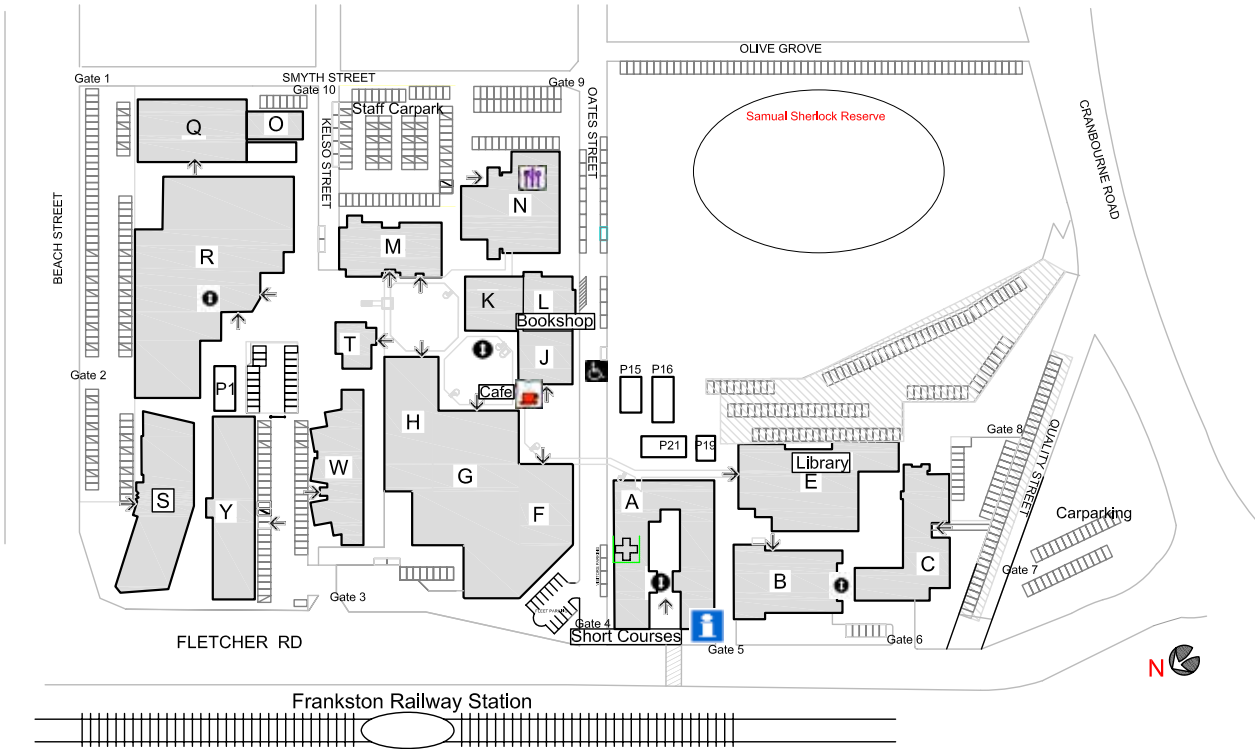 OLIVE GROVE
Gate 1
SMYTH STREET
Gate 10
Gate 9
Staff Carpark
OATES STREET
KELSO STREET
Samual Sherlock Reserve
CRANBOURNE ROAD
BEACH STREET
Q
O
N
R
M
K
L
Bookshop
T
J
Gate 2
P1
Cafe
P15
P16
H
P21
P19
Gate 8
QUALITY STREET
Library
E
W
G
S
Y
F
A
Carparking
B
C
Gate 7
Gate 3
Gate 4
Short Courses
i
Gate 5
Gate 6
FLETCHER RD
N
Frankston Railway Station